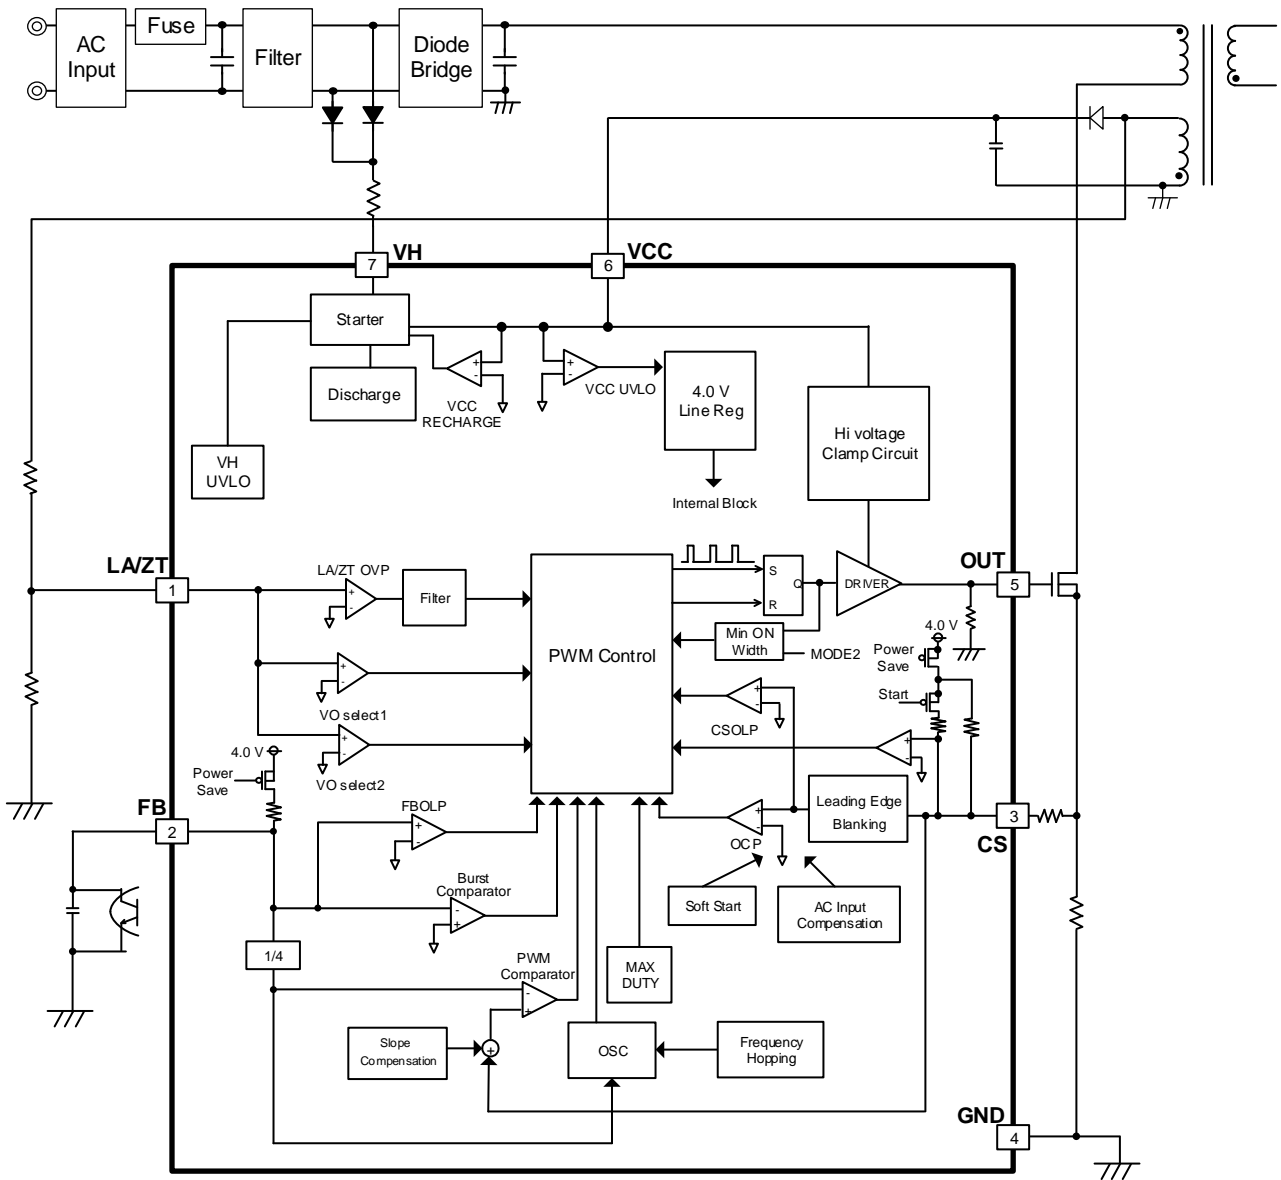 AC
Input
Fuse
Filter
Diode
Bridge
VH
7
VCC
6
Starter
Discharge
VH
UVLO
+
-
VCC
RECHARGE
+
-
VCC UVLO
4.0 V
Line Reg
Internal Block
Hi voltage
Clamp Circuit
LA/ZT
1
LA/ZT OVP
+
-
Filter
+
-
VO select1
+
-
VO select2
PWM Control
S
R
Q
DRIVER
OUT
5
Min ON
Width
MODE2
4.0 V
Power
Save
Start
+
-
CSOLP
+
-
4.0 V
Power
Save
FB
2
FBOLP
+
-
+
-
OCP
Leading Edge
Blanking
3
CS
Burst
Comparator
-
+
Soft Start
AC Input
Compensation
1/4
PWM
Comparator
-
+
MAX
DUTY
Slope
Compensation
+
OSC
Frequency
Hopping
GND
4